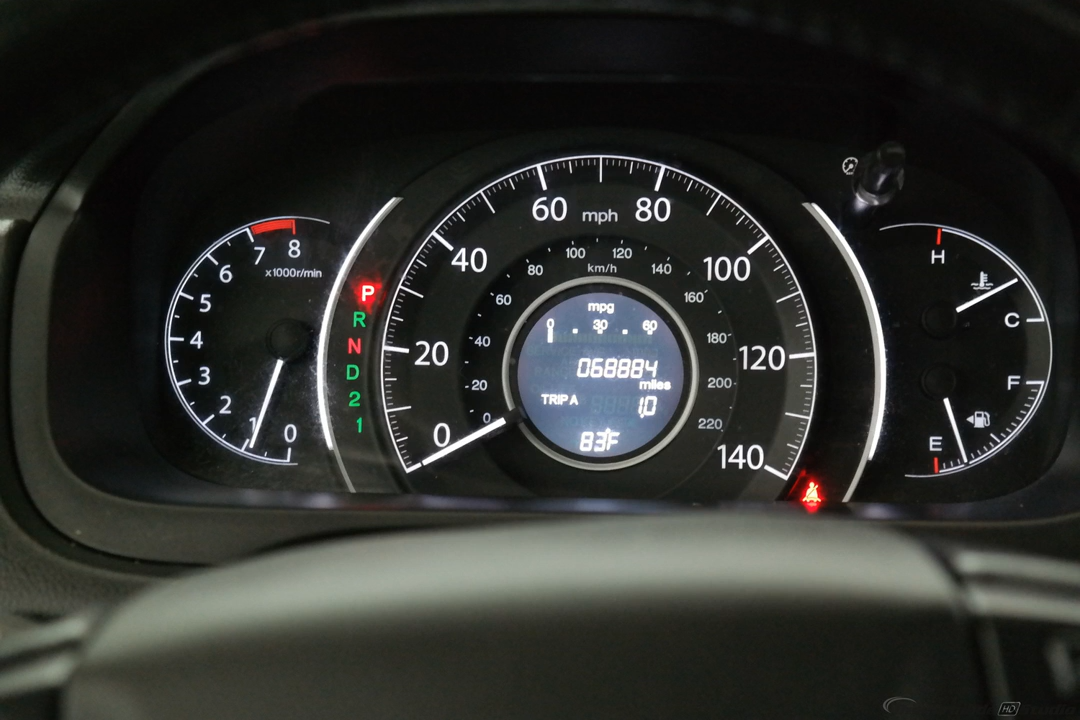 8
7
6
5
4
3
2
1
0
x1000r/min
P
R
N
D
2
1
60 mph 80
40
100
20
120
0
140
100 120
80 km/h 140
60
160
40
180
20
200
0
220
mpg
0 30 60
068884
miles
TRIP A 1.0
83F
H
C
F
E
HD